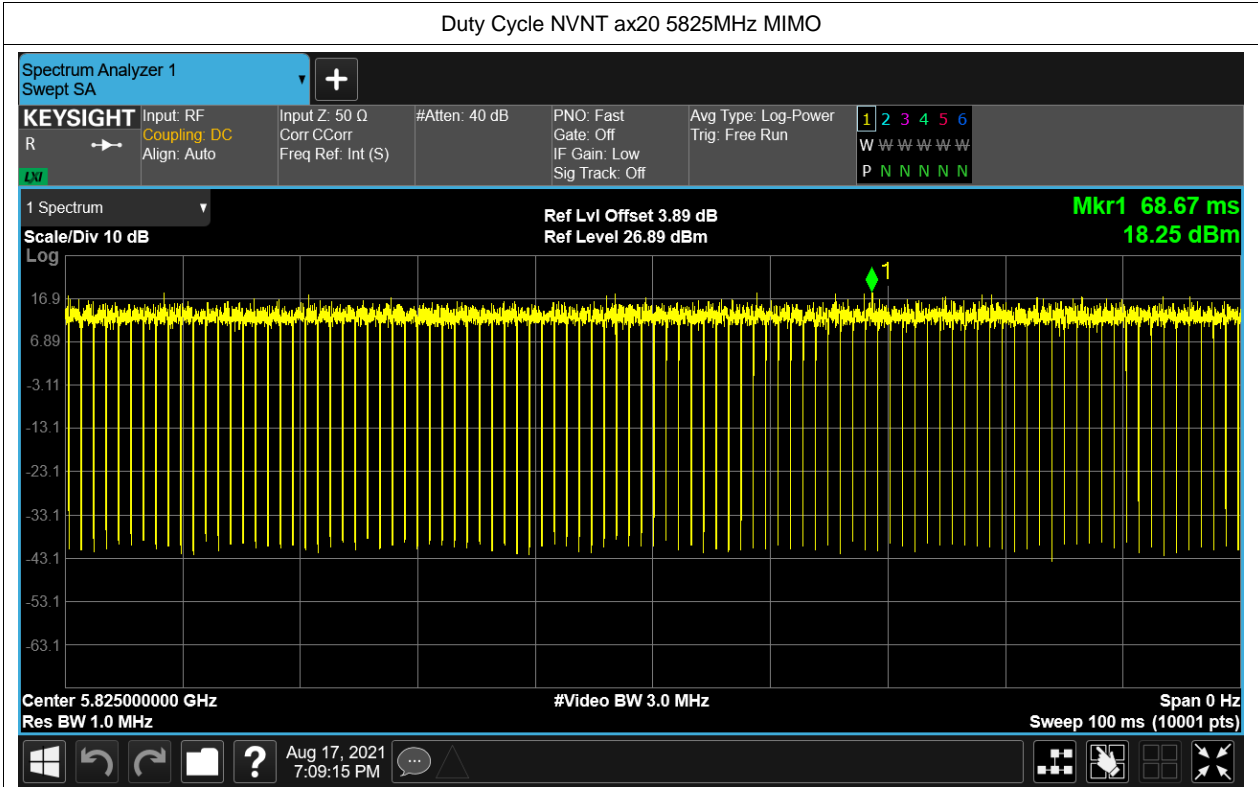 Duty Cycle NVNT ax20 5825MHz MIMO
Spectrum Analyzer 1
Swept SA
KEYSIGHT
R
LXI
Input: RF
Coupling: DC
Align: Auto
Input Z: 50 Ω
Corr CCorr
Freq Ref: Int (S)
#Atten: 40 dB
PNO: Fast
Gate: Off
IF Gain: Low
Sig Track: Off
Avg Type: Log-Power
Trig: Free Run
1 2 3 4 5 6
W W W W W W
P N N N N N
1 Spectrum
Scale/Div 10 dB
Ref Lvl Offset 3.89 dB
Ref Level 26.89 dBm
Mkr1 68.67 ms
18.25 dBm
Log
1
16.9
6.89
-3.11
-13.1
-23.1
-33.1
-43.1
-53.1
-63.1
Center 5.825000000 GHz
#Video BW 3.0 MHz
Span 0 Hz
Res BW 1.0 MHz
Sweep 100 ms (10001 pts)
?
Aug 17, 2021
7:09:15 PM